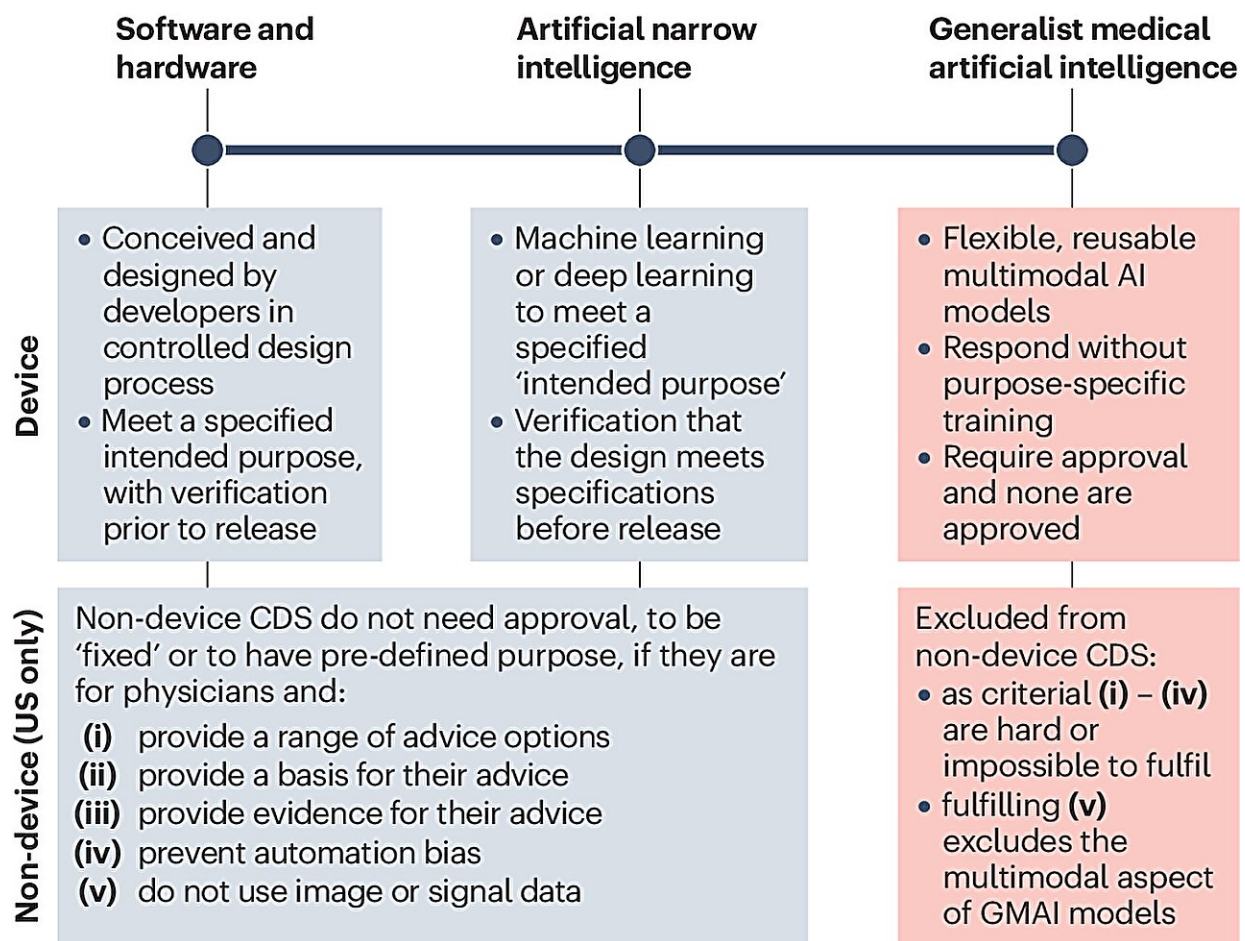 Software and
hardware
Artificial narrow
intelligence
Generalist medical
artificial intelligence
Device
• Conceived and
designed by
developers in
controlled design
process
• Meet a specified
intended purpose,
with verification
prior to release
• Machine learning
or deep learning
to meet a
specified
‘intended purpose’
• Verification that
the design meets
specifications
before release
• Flexible, reusable
multimodal AI
models
• Respond without
purpose-specific
training
• Require approval
and none are
approved
Non-device (US only)
Non-device CDS do not need approval, to be
‘fixed’ or to have pre-defined purpose, if they are
for physicians and:
(i) provide a range of advice options
(ii) provide a basis for their advice
(iii) provide evidence for their advice
(iv) prevent automation bias
(v) do not use image or signal data
Excluded from
non-device CDS:
• as criterial (i) – (iv)
are hard or
impossible to fulfil
• fulfilling (v)
excludes the
multimodal aspect
of GMAI models